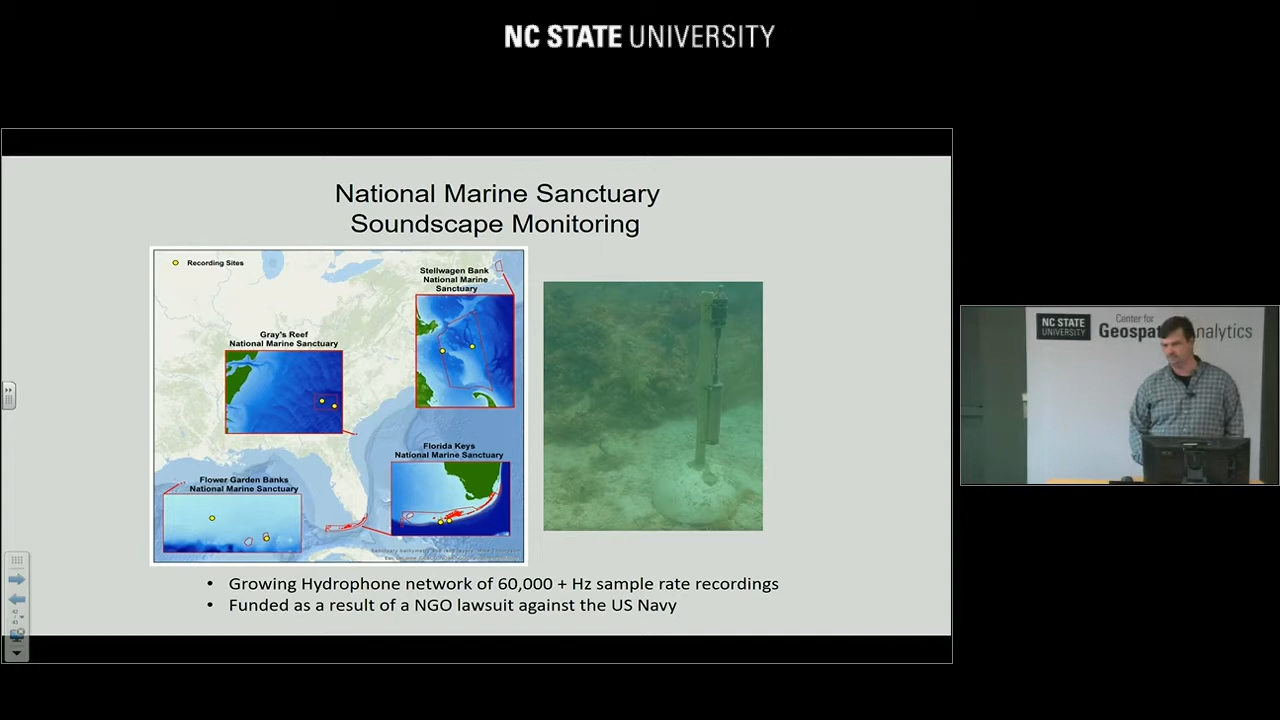 NC STATE UNIVERSITY
National Marine Sanctuary
Soundscape Monitoring
Recording Sites
Stellwagen Bank
National Marine
Sanctuary
Gray's Reef
National Marine Sanctuary
Florida Keys
National Marine Sanctuary
Flower Garden Banks
National Marine Sanctuary
• Growing Hydrophone network of 60,000 + Hz sample rate recordings
• Funded as a result of a NGO lawsuit against the US Navy
NC STATE
UNIVERSITY
Center for
Analytics